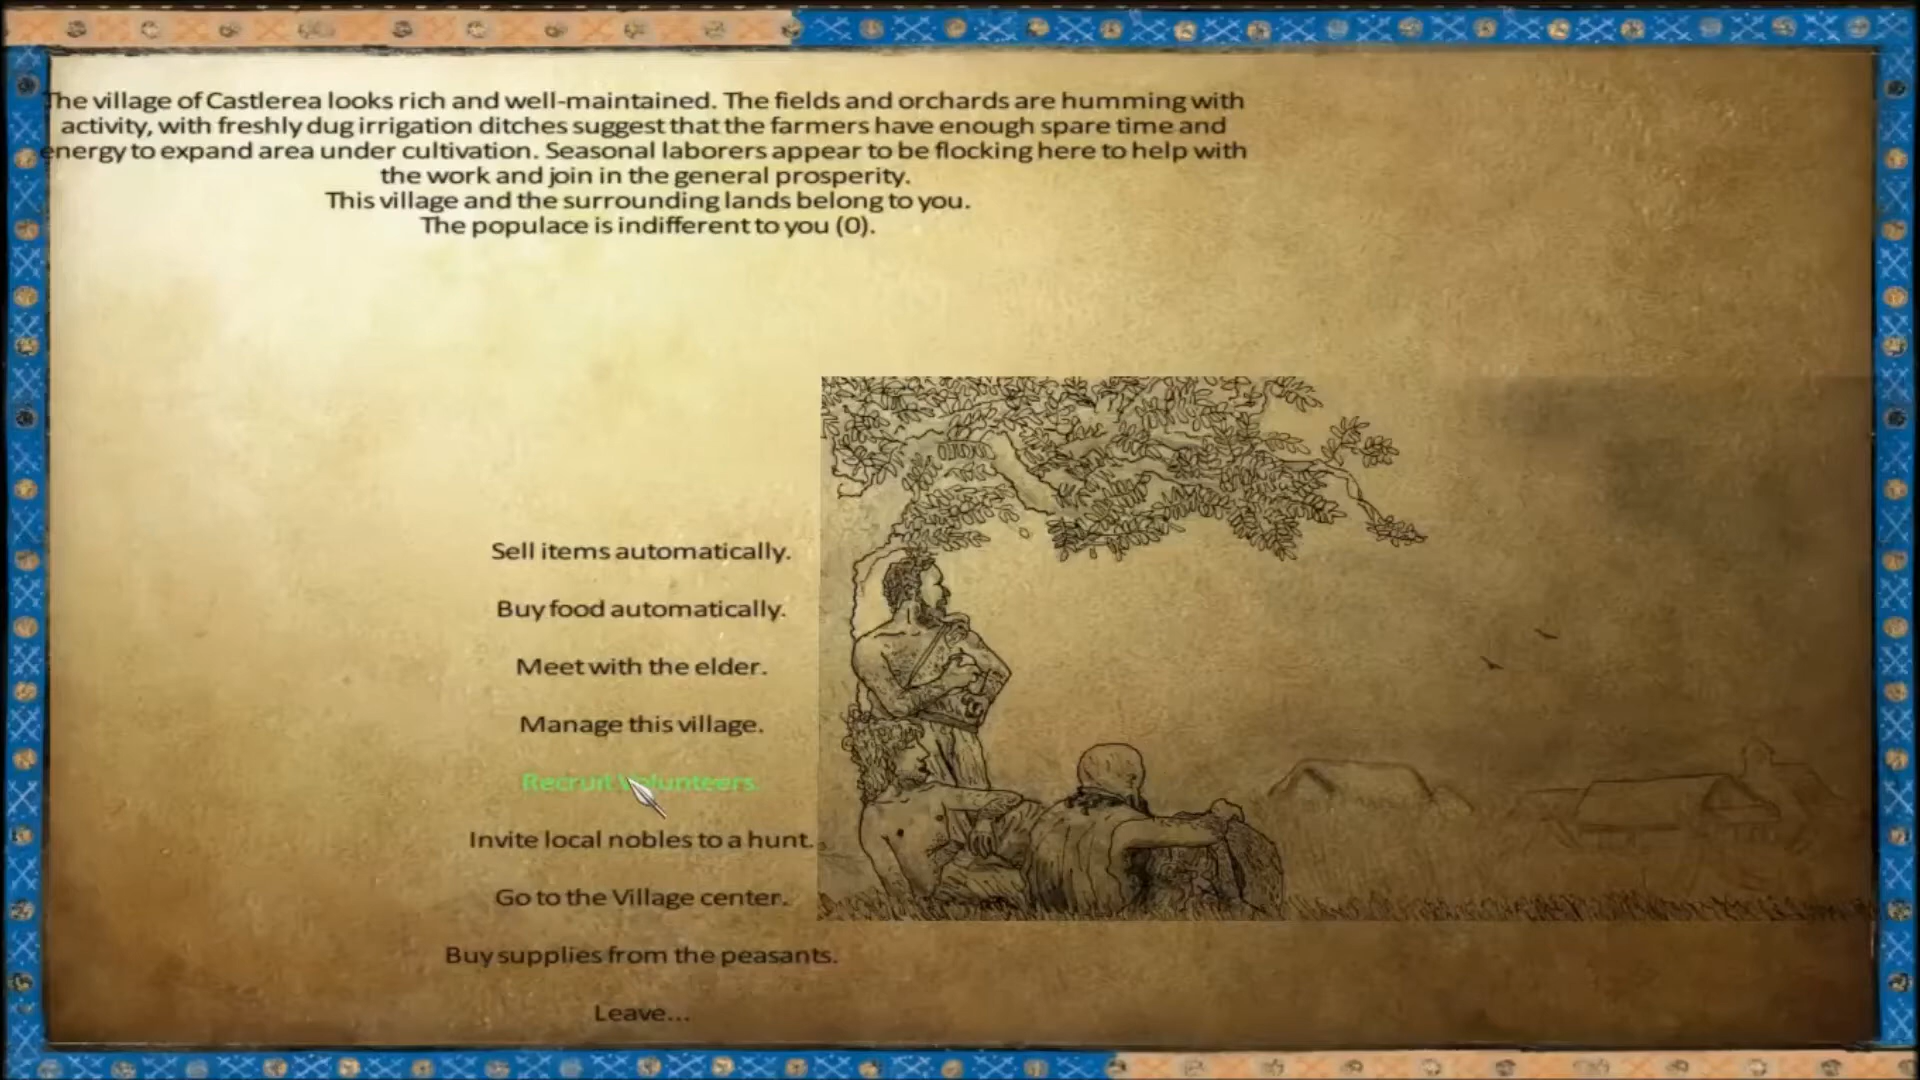 The village of Castlerea looks rich and well-maintained. The fields and orchards are humming with
activity, with freshly dug irrigation ditches suggest that the farmers have enough spare time and
energy to expand area under cultivation. Seasonal laborers appear to be flocking here to help with
the work and join in the general prosperity.
This village and the surrounding lands belong to you.
The populace is indifferent to you (0).
Sell items automatically.
Buy food automatically.
Meet with the elder.
Manage this village.
Recruit Volunteers.
Invite local nobles to a hunt.
Go to the Village center.
Buy supplies from the peasants.
Leave...